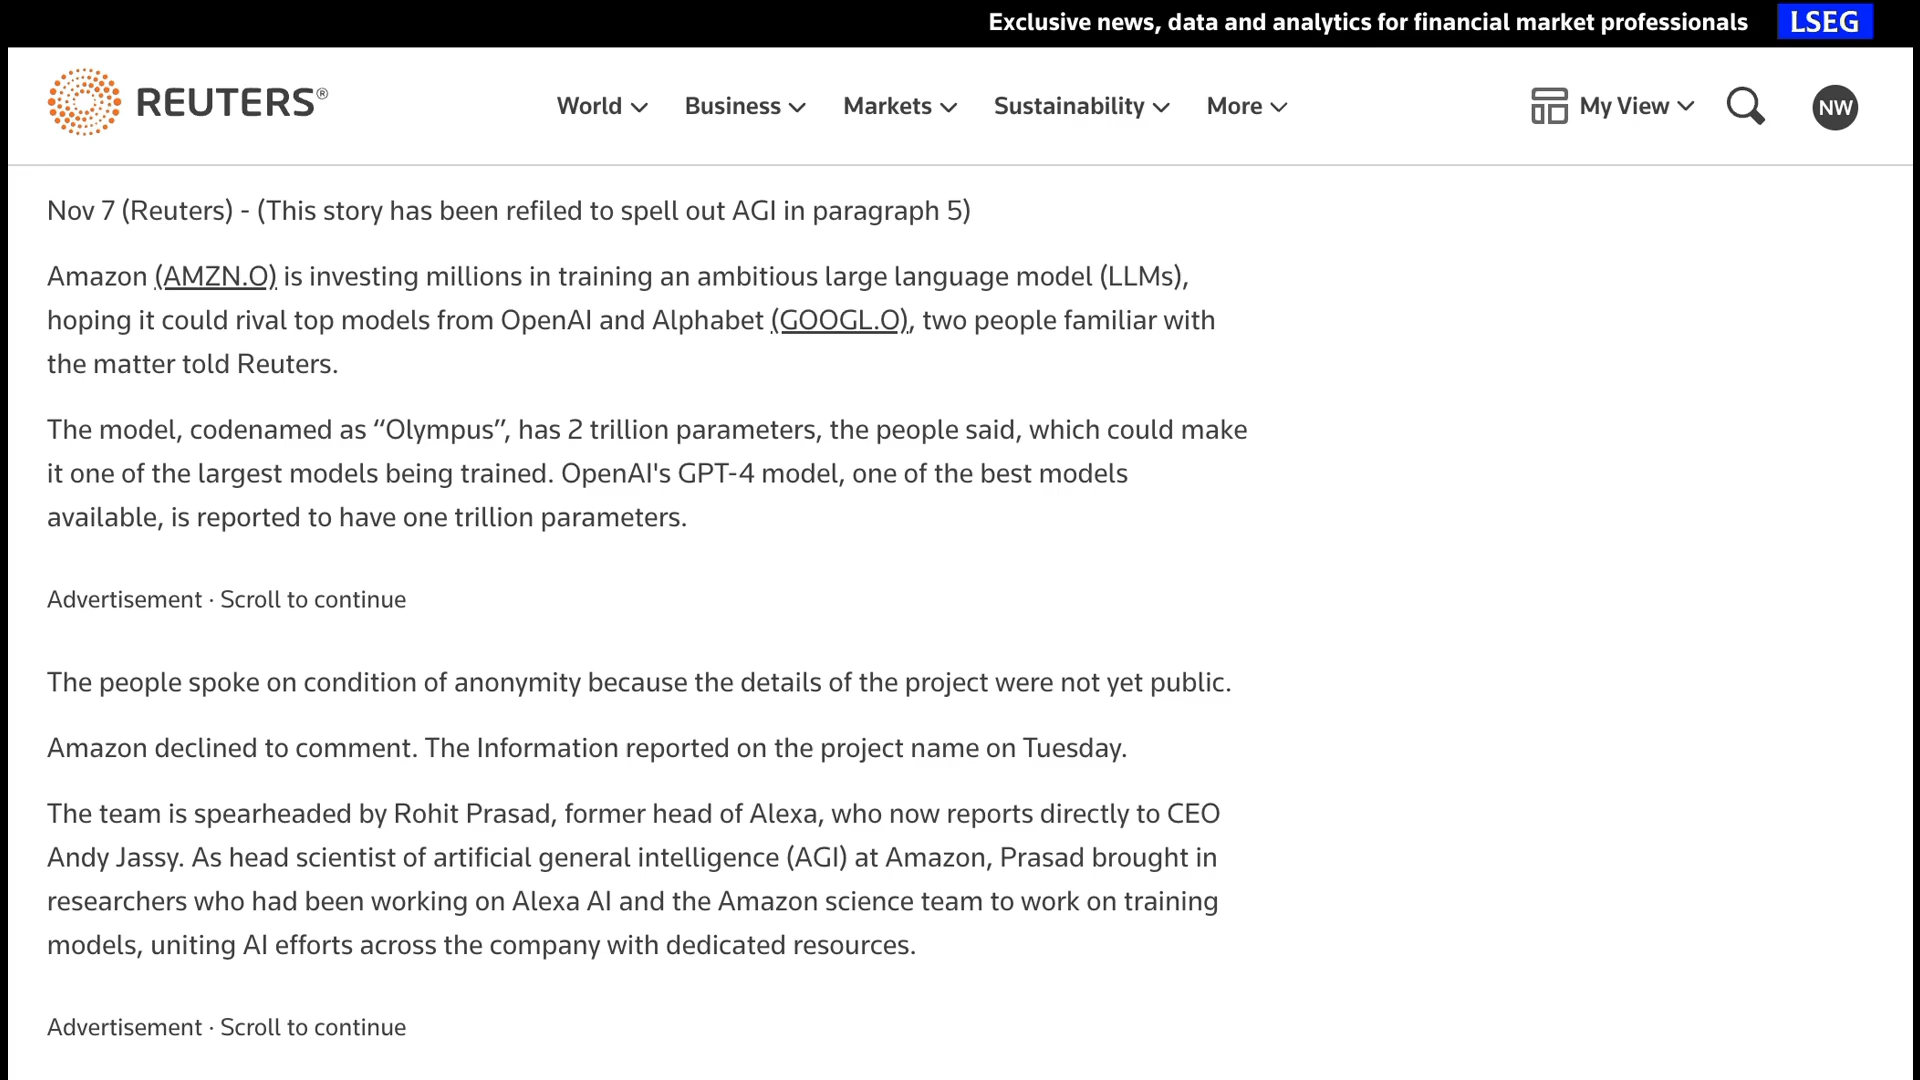 Exclusive news, data and analytics for financial market professionals LSEG
REUTERS® World Business Markets Sustainability More My View NW
Nov 7 (Reuters) - (This story has been refiled to spell out AGI in paragraph 5)
Amazon (AMZN.O) is investing millions in training an ambitious large language model (LLMs),
hoping it could rival top models from OpenAI and Alphabet (GOOGL.O), two people familiar with
the matter told Reuters.
The model, codenamed as “Olympus”, has 2 trillion parameters, the people said, which could make
it one of the largest models being trained. OpenAI's GPT-4 model, one of the best models
available, is reported to have one trillion parameters.
Advertisement · Scroll to continue
The people spoke on condition of anonymity because the details of the project were not yet public.
Amazon declined to comment. The Information reported on the project name on Tuesday.
The team is spearheaded by Rohit Prasad, former head of Alexa, who now reports directly to CEO
Andy Jassy. As head scientist of artificial general intelligence (AGI) at Amazon, Prasad brought in
researchers who had been working on Alexa AI and the Amazon science team to work on training
models, uniting AI efforts across the company with dedicated resources.
Advertisement · Scroll to continue